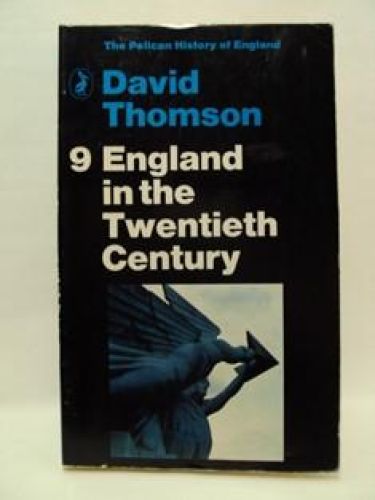 The Pelican History of England
David
Thomson
9 England
in the
Twentieth
Century